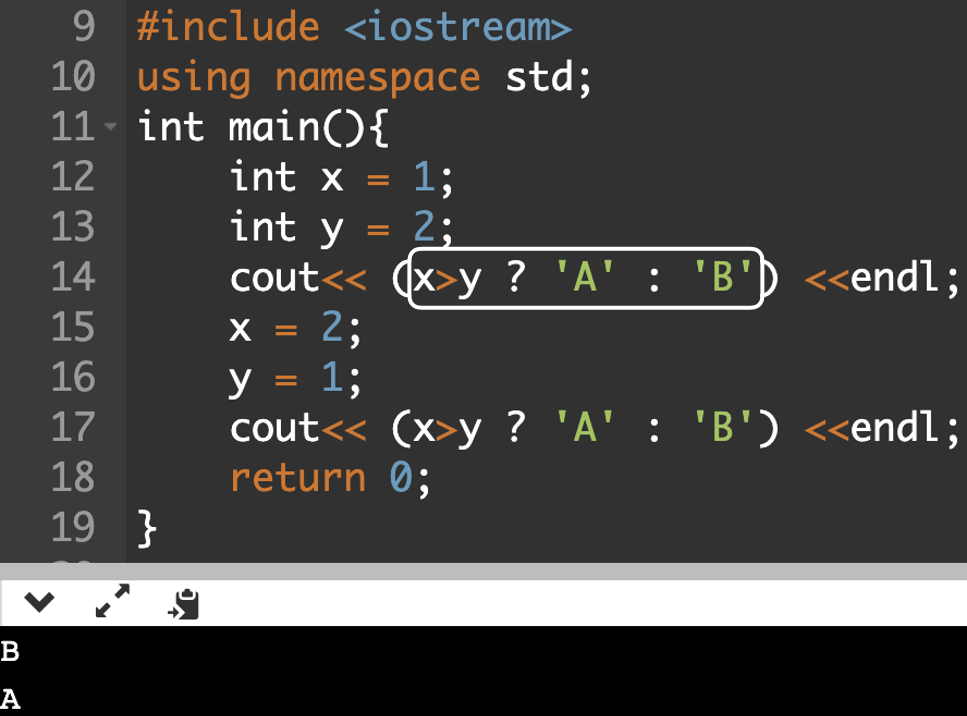 9 #include <iostream>
10 using namespace std;
11 int main(){
12     int x = 1;
13     int y = 2;
14     cout<< (x>y ? 'A' : 'B') <<endl;
15     x = 2;
16     y = 1;
17     cout<< (x>y ? 'A' : 'B') <<endl;
18     return 0;
19 }
B
A